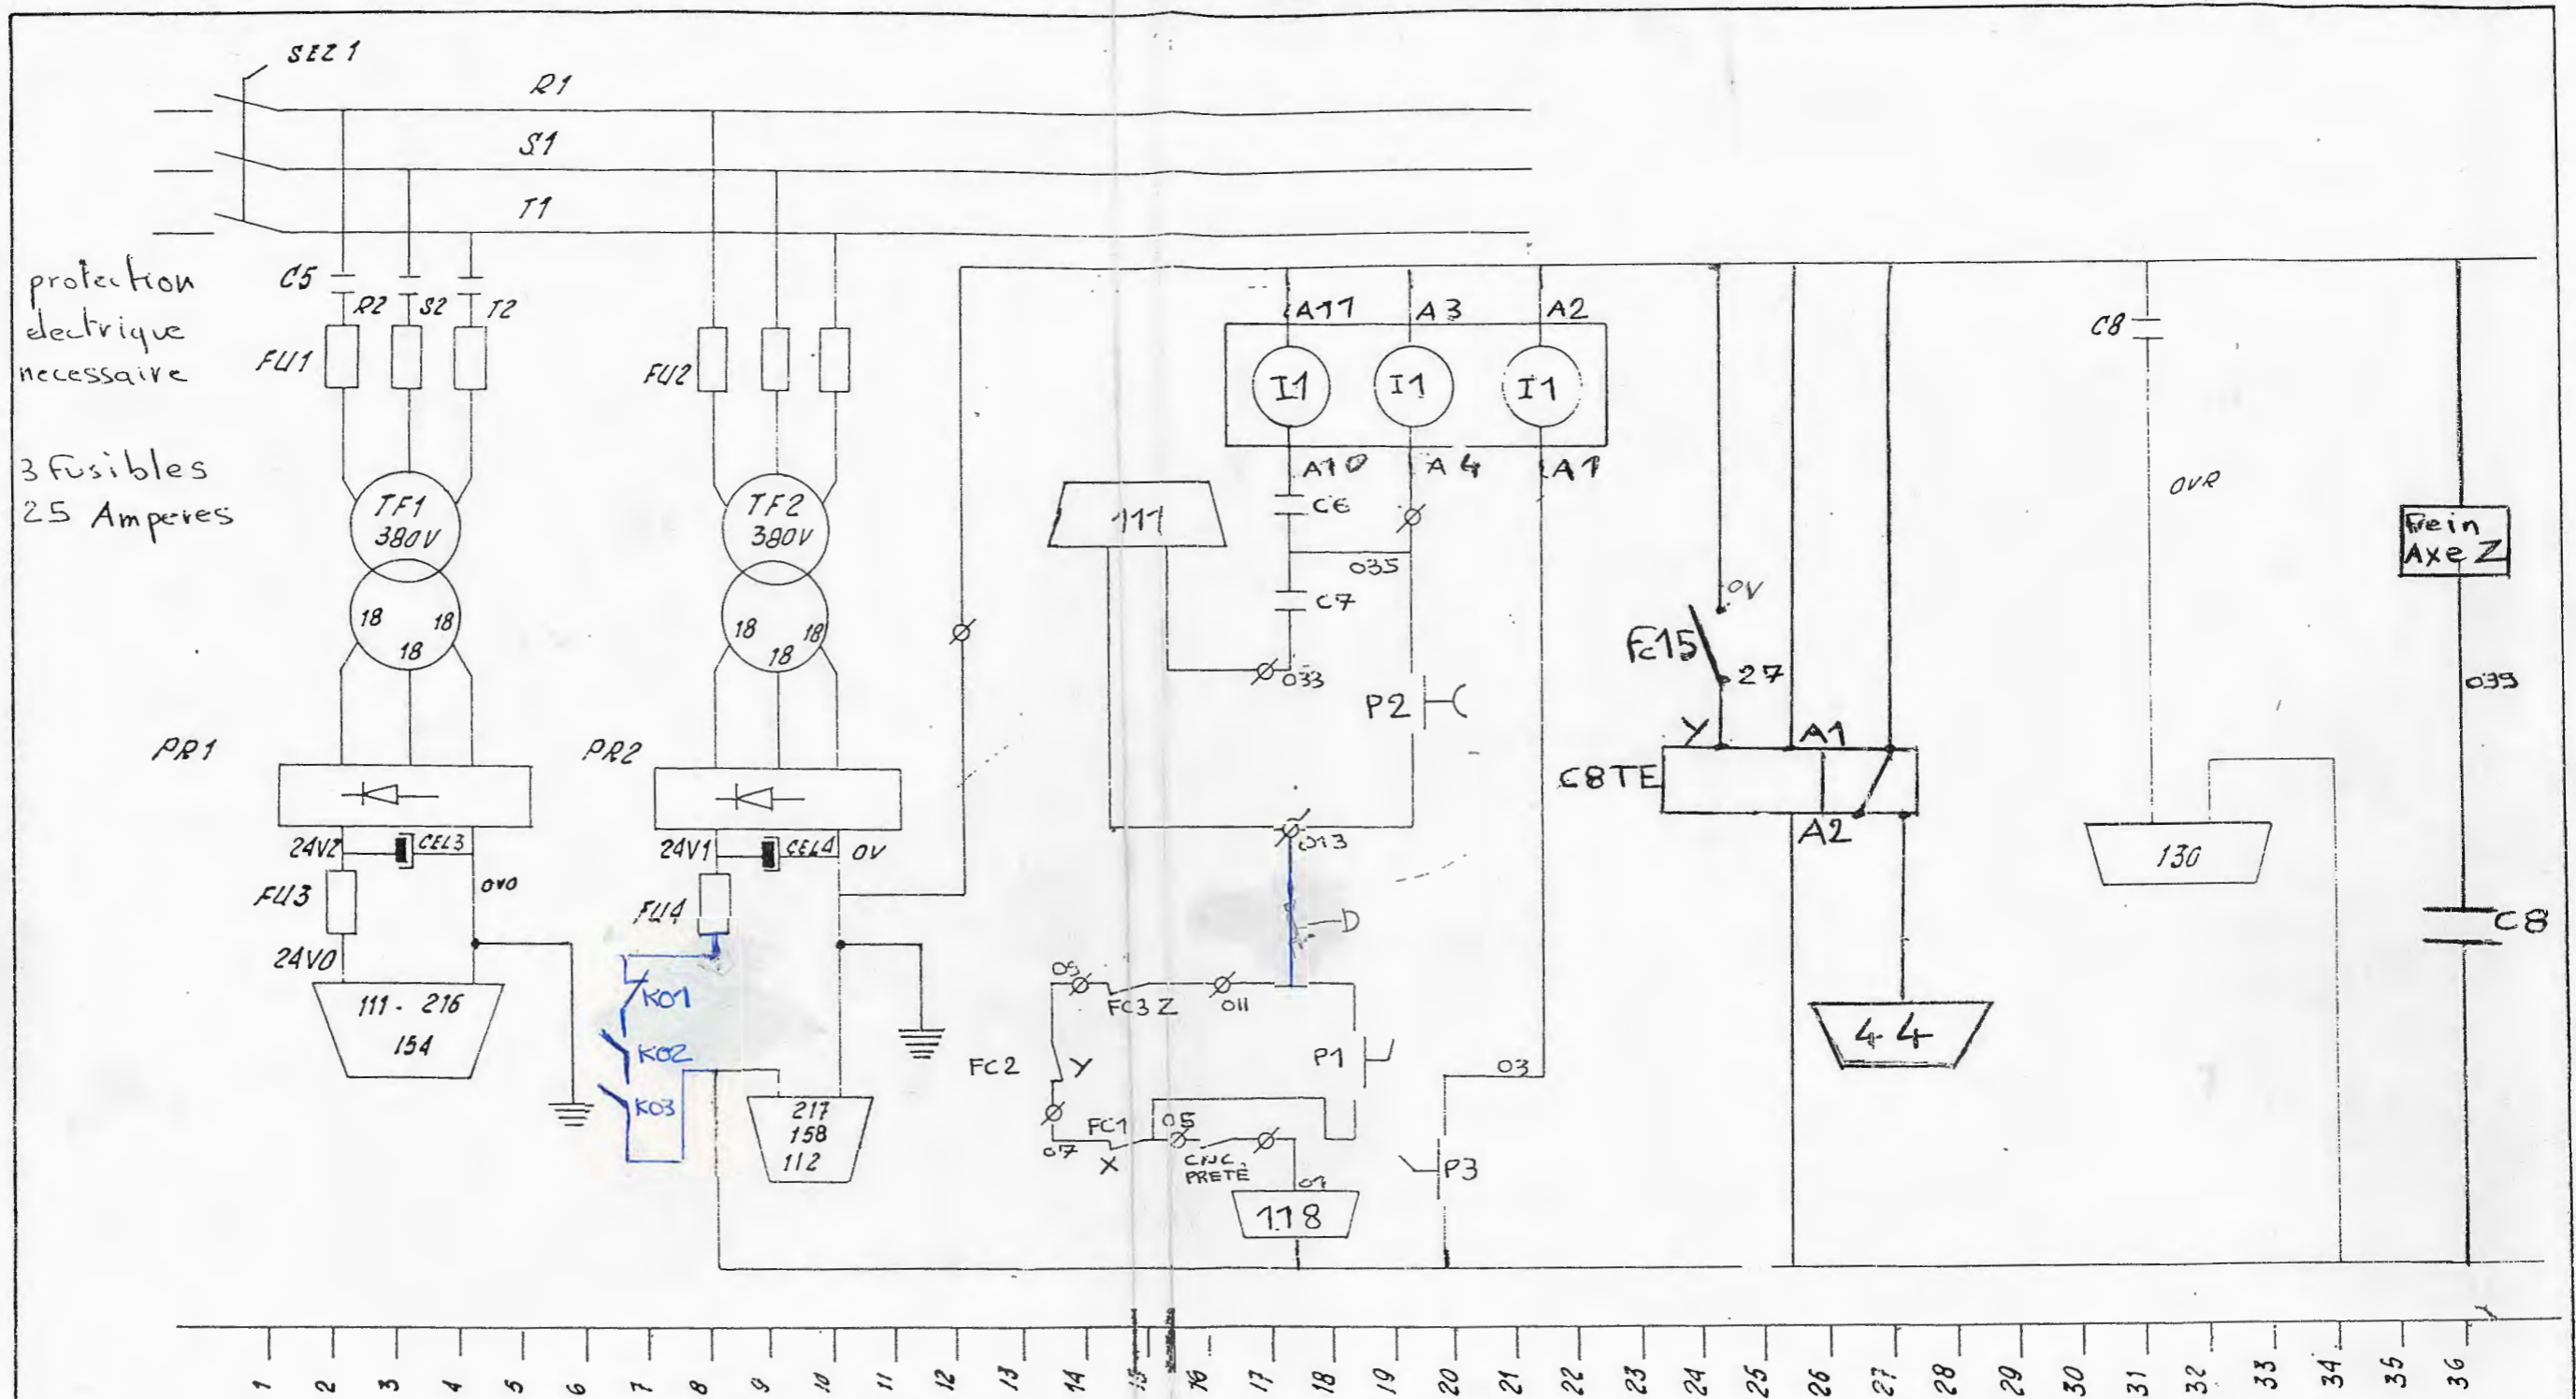 SEZ 1
R1
S1
T1
protection
electrique
necessaire
3 Fusibles
25 Amperes
C5
R2
S2
T2
FU1
FU2
TF1
380V
18
18
18
TF2
380V
18
18
18
PR1
PR2
24V2
CEL3
0V0
FU3
24V0
111 - 216
154
24V1
CEL4
0V
FU4
K01
K02
K03
217
158
112
A11
A3
A2
I1
I1
I1
A10
A4
A1
111
C6
035
C7
033
P2
013
D
09
FC3 Z
011
FC2
Y
P1
07
FC1
X
05
CNC
PRETE
01
118
03
P3
0V
Fc15
27
Y
A1
C8TE
A2
44
C8
0VR
130
Frein
Axe Z
039
C8
1 2 3 4 5 6 7 8 9 10 11 12 13 14 15 16 17 18 19 20 21 22 23 24 25 26 27 28 29 30 31 32 33 34 35 36